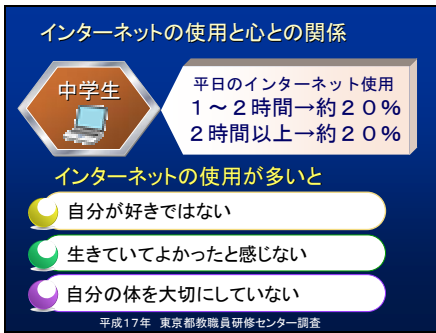 インターネットの使用と心との関係
中学生
平日のインターネット使用
１～２時間→約２０％
２時間以上→約２０％
インターネットの使用が多いと
自分が好きではない
生きていてよかったと感じない
自分の体を大切にしていない
平成17年 東京都教職員研修センター調査